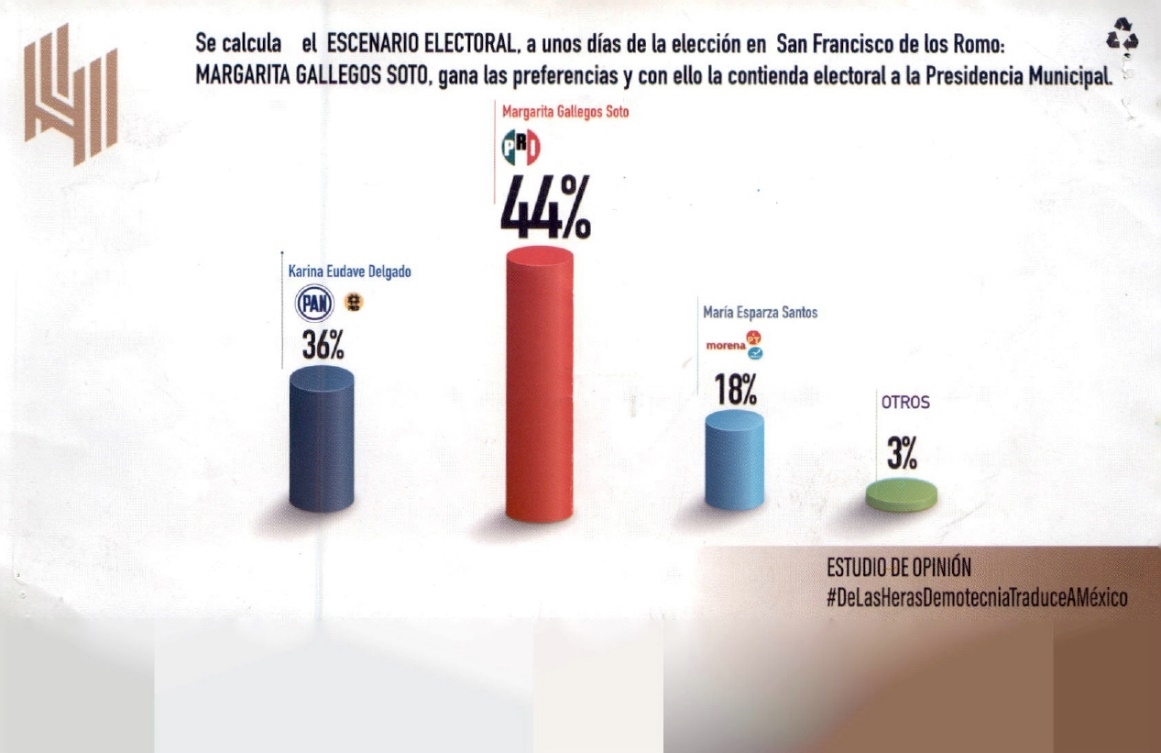 Se calcula el ESCENARIO ELECTORAL, a unos días de la elección en San Francisco de los Romo:
MARGARITA GALLEGOS SOTO, gana las preferencias y con ello la contienda electoral a la Presidencia Municipal.
Margarita Gallegos Soto
PRI
44%
Karina Eudave Delgado
PAN
36%
María Esparza Santos
morena PT
18%
OTROS
3%
ESTUDIO DE OPINIÓN
#DeLasHerasDemotecniaTraduceAMéxico